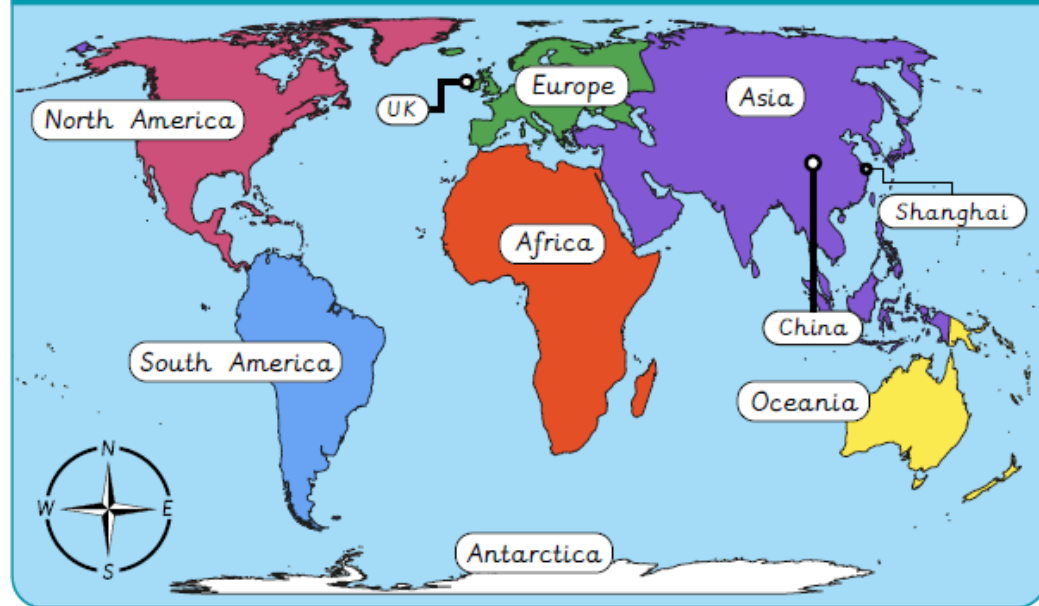 Europe
Asia
UK
North America
Shanghai
Africa
China
South America
Oceania
N
W E
S
Antarctica